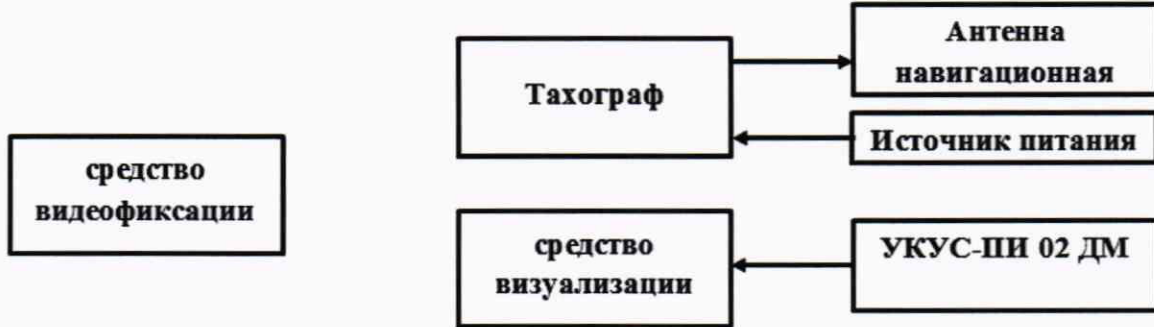 Антенна
навигационная
Тахограф
Источник питания
средство
видеофиксации
средство
визуализации
УКУС-ПИ 02 ДМ